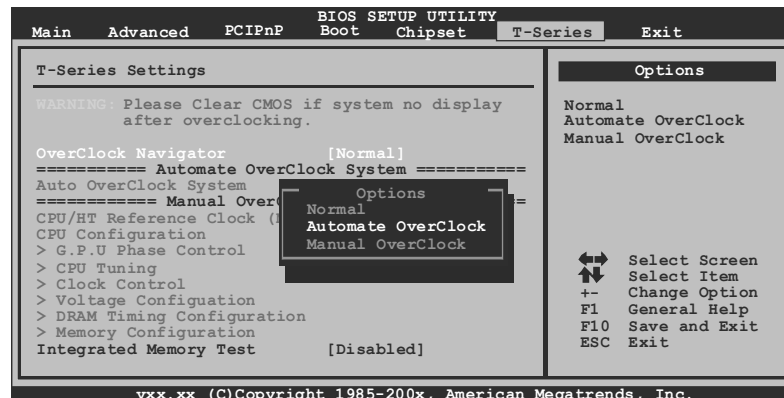 BIOS SETUP UTILITY
Main Advanced PCIPnP Boot Chipset T-Series Exit
T-Series Settings
WARNING: Please Clear CMOS if system no display
after overclocking.
OverClock Navigator [Normal]
=========== Automate OverClock System ===========
Auto OverClock System
============ Manual Over
CPU/HT Reference Clock (
CPU Configuration
> G.P.U Phase Control
> CPU Tuning
> Clock Control
> Voltage Configuation
> DRAM Timing Configuration
> Memory Configuration
Integrated Memory Test [Disabled]
Options
Normal
Automate OverClock
Manual OverClock
Options
Normal
Automate OverClock
Manual OverClock
Select Screen
Select Item
+- Change Option
F1 General Help
F10 Save and Exit
ESC Exit
vxx.xx (C)Copyright 1985-200x, American Megatrends, Inc.